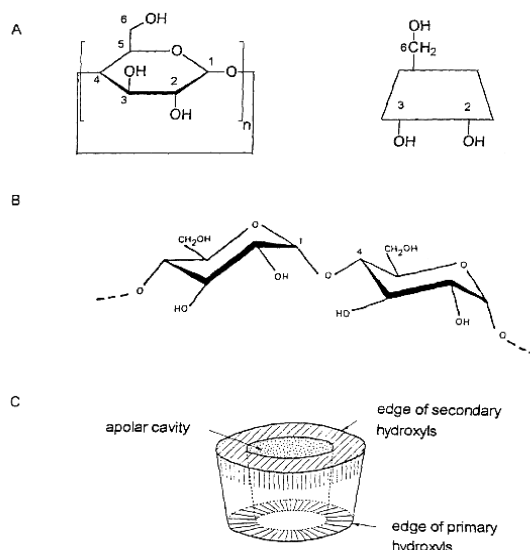 A
6 OH
5 O 1
4 OH 2 O
3 OH n
OH
6CH2
3 2
OH OH
B
O
CH2OH 1
4 CH2OH
O OH O O
HO HO OH O
C
apolar cavity
edge of secondary
hydroxyls
edge of primary
hydroxyls